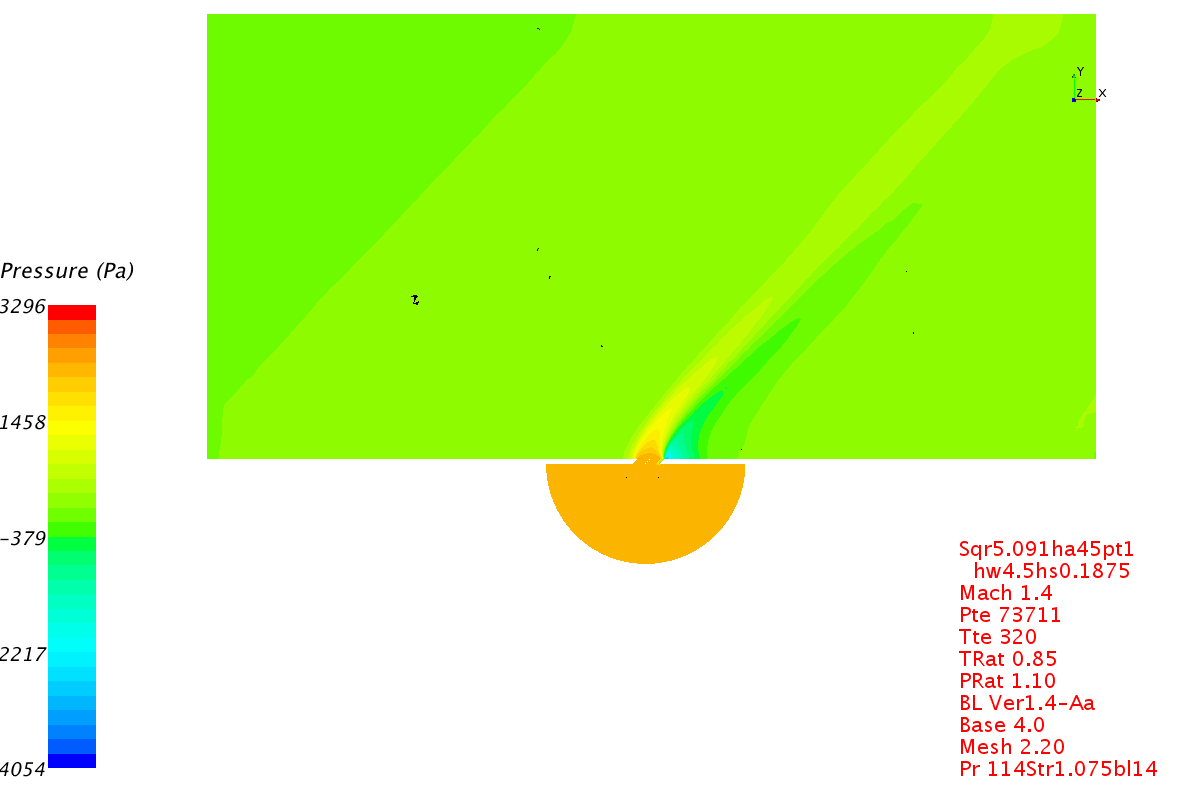 Y
Z X
Pressure (Pa)
3296
1458
-379
2217
4054
Sqr5.091ha45pt1
hw4.5hs0.1875
Mach 1.4
Pte 73711
Tte 320
TRat 0.85
PRat 1.10
BL Ver1.4-Aa
Base 4.0
Mesh 2.20
Pr 114Str1.075bl14